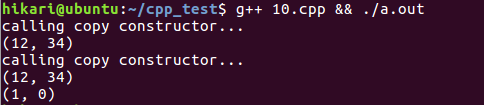 hikari@ubuntu:~/cpp_test$ g++ 10.cpp && ./a.out
calling copy constructor...
(12, 34)
calling copy constructor...
(12, 34)
(1, 0)